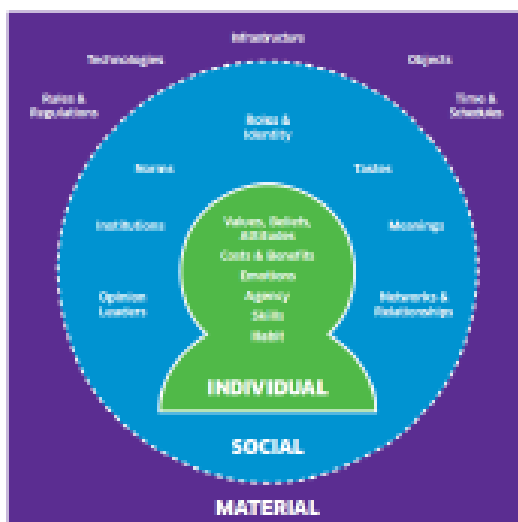 Infrastructure
Technologies
Objects
Rules &
Regulations
Time &
Schedules
Roles &
Identity
Norms
Tastes
Institutions
Values, Beliefs,
Attitudes
Meanings
Costs & Benefits
Emotions
Agency
Skills
Habit
Opinion
Leaders
Networks &
Relationships
INDIVIDUAL
SOCIAL
MATERIAL